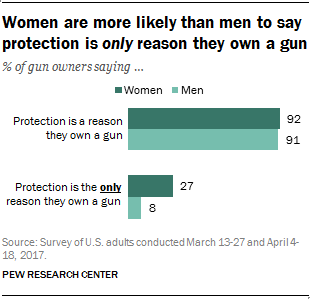 Women are more likely than men to say
protection is only reason they own a gun
% of gun owners saying ...
Women Men
Protection is a reason
they own a gun
92
91
Protection is the only
reason they own a gun
27
8
Source: Survey of U.S. adults conducted March 13-27 and April 4-
18, 2017.
PEW RESEARCH CENTER